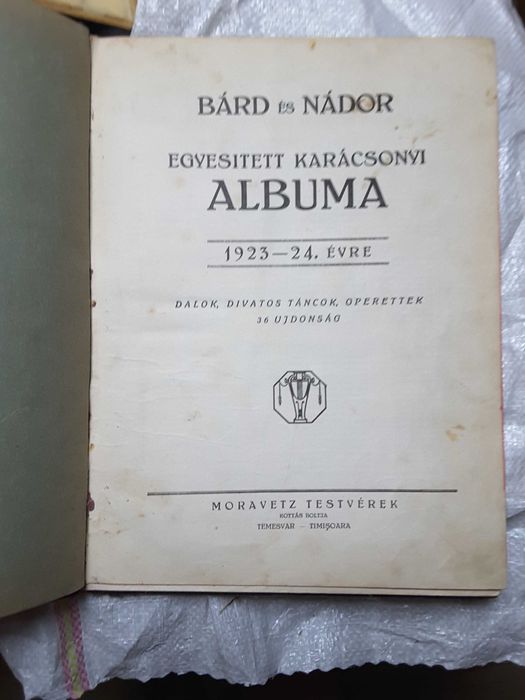 BÁRD ÉS NÁDOR
EGYESITETT KARÁCSONYI
ALBUMA
1923—24. ÉVRE
DALOK, DIVATOS TÁNCOK, OPERETTEK
36 UJDONSÁG
MORAVETZ TESTVÉREK
KOTTÁS BOLTJA
TEMESVAR — TIMIȘOARA